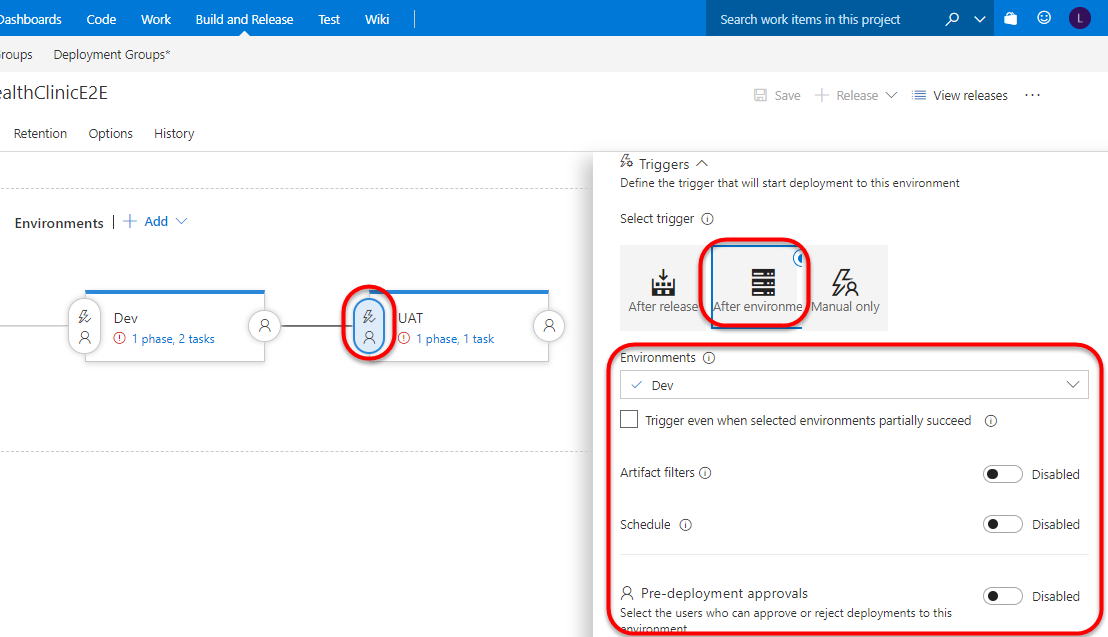 Dashboards Code Work Build and Release Test Wiki Search work items in this project L
Groups Deployment Groups*
ealthClinicE2E
Save Release View releases ...
Retention Options History
Triggers
Define the trigger that will start deployment to this environment
Select trigger
Environments | + Add
After release After environme Manual only
Dev
1 phase, 2 tasks
UAT
1 phase, 1 task
Environments
Dev
Trigger even when selected environments partially succeed
Artifact filters Disabled
Schedule Disabled
Pre-deployment approvals Disabled
Select the users who can approve or reject deployments to this
environment